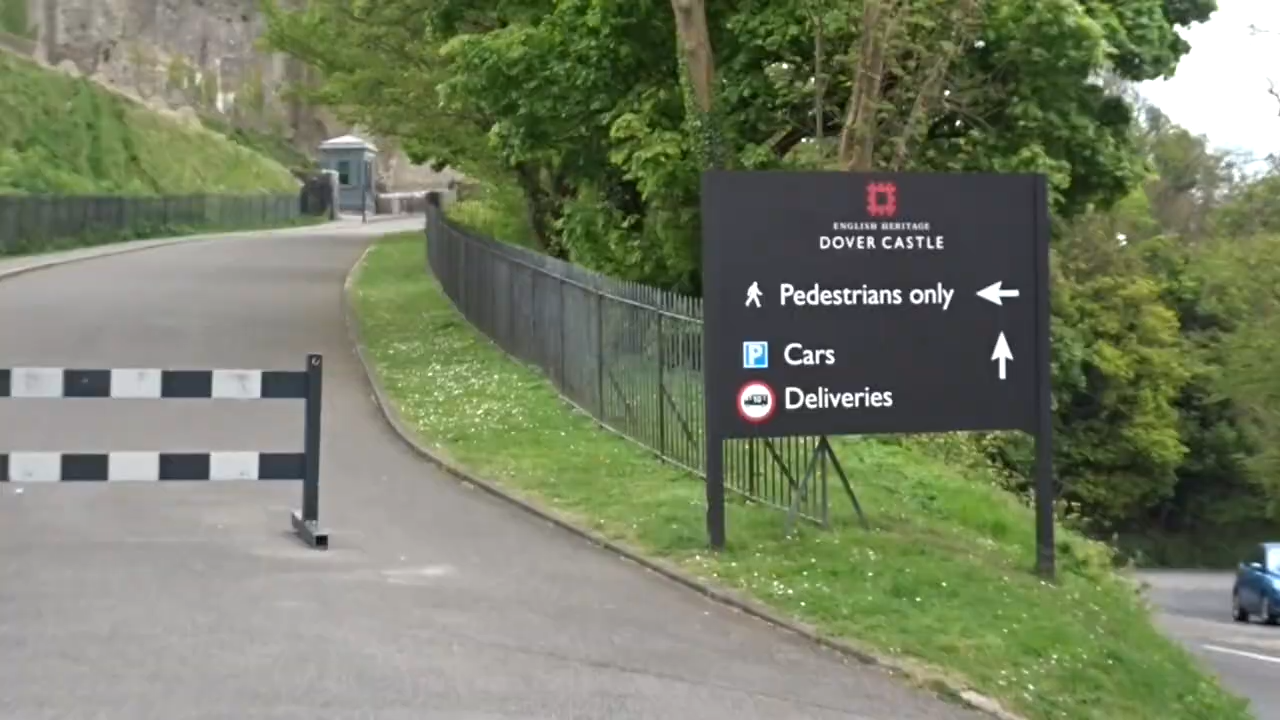 ENGLISH HERITAGE
DOVER CASTLE
Pedestrians only
P Cars
Deliveries